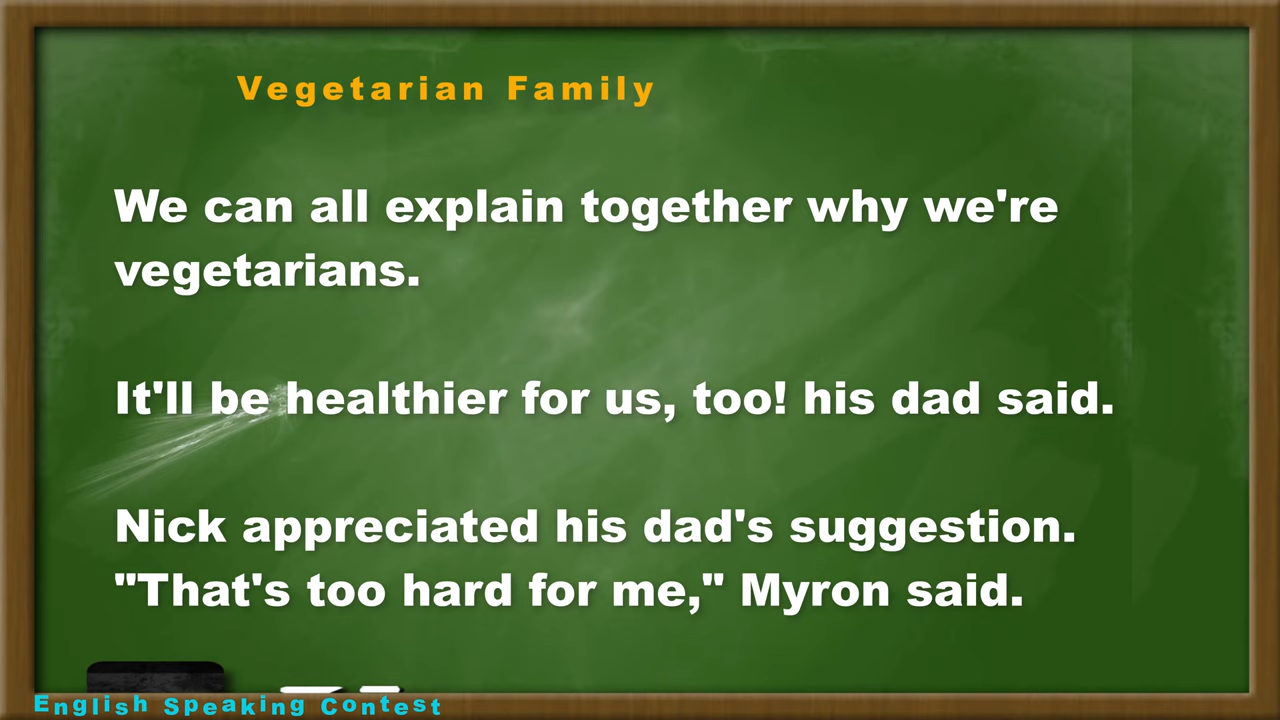 Vegetarian Family
We can all explain together why we're
vegetarians.
It'll be healthier for us, too! his dad said.
Nick appreciated his dad's suggestion.
"That's too hard for me," Myron said.
English Speaking Contest